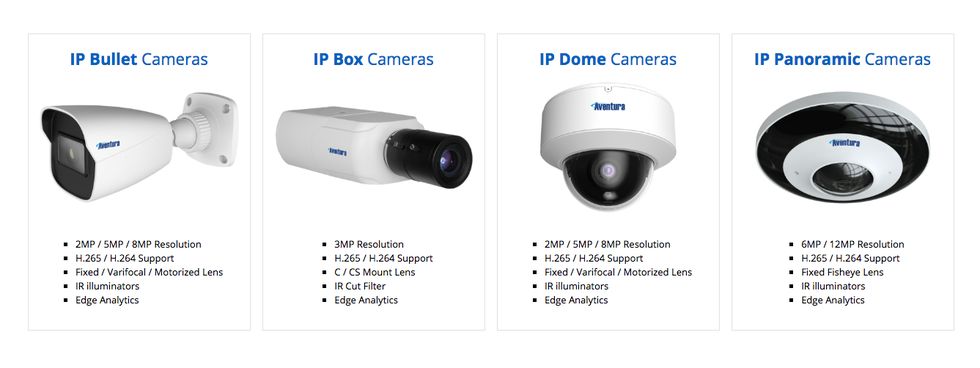 IP Bullet Cameras
Aventura
2MP / 5MP / 8MP Resolution
H.265 / H.264 Support
Fixed / Varifocal / Motorized Lens
IR illuminators
Edge Analytics
IP Box Cameras
Aventura
3MP Resolution
H.265 / H.264 Support
C / CS Mount Lens
IR Cut Filter
Edge Analytics
IP Dome Cameras
Aventura
2MP / 5MP / 8MP Resolution
H.265 / H.264 Support
Fixed / Varifocal / Motorized Lens
IR illuminators
Edge Analytics
IP Panoramic Cameras
Aventura
6MP / 12MP Resolution
H.265 / H.264 Support
Fixed Fisheye Lens
IR illuminators
Edge Analytics